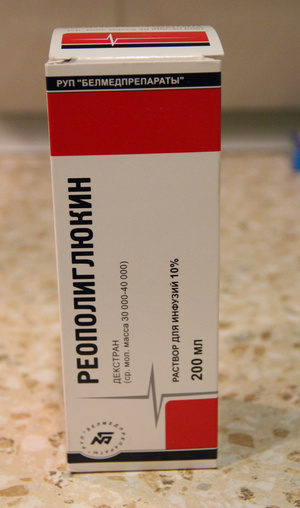 РУП "БЕЛМЕДПРЕПАРАТЫ"
РЕОПОЛИГЛЮКИН
ДЕКСТРАН
(ср. мол. масса 30 000-40 000)
РАСТВОР ДЛЯ ИНФУЗИЙ 10%
200 мл